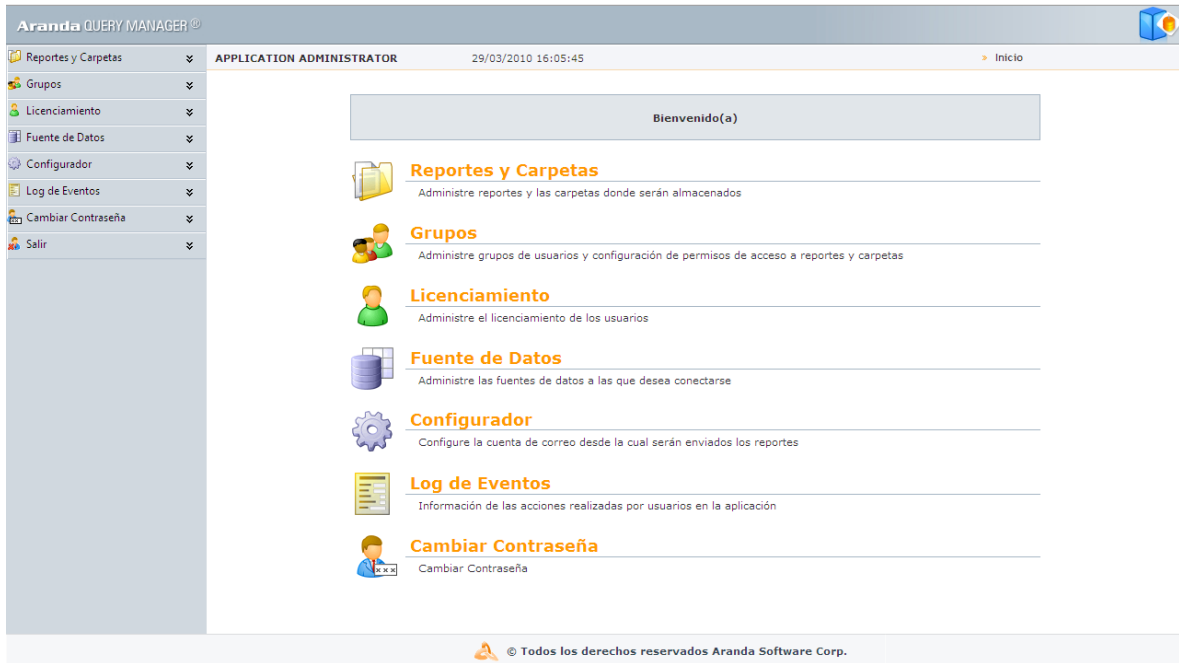 Aranda QUERY MANAGER ®
Reportes y Carpetas
Grupos
Licenciamiento
Fuente de Datos
Configurador
Log de Eventos
Cambiar Contraseña
Salir
APPLICATION ADMINISTRATOR 29/03/2010 16:05:45 » Inicio
Bienvenido(a)
Reportes y Carpetas
Administre reportes y las carpetas donde serán almacenados
Grupos
Administre grupos de usuarios y configuración de permisos de acceso a reportes y carpetas
Licenciamiento
Administre el licenciamiento de los usuarios
Fuente de Datos
Administre las fuentes de datos a las que desea conectarse
Configurador
Configure la cuenta de correo desde la cual serán enviados los reportes
Log de Eventos
Información de las acciones realizadas por usuarios en la aplicación
Cambiar Contraseña
Cambiar Contraseña
© Todos los derechos reservados Aranda Software Corp.